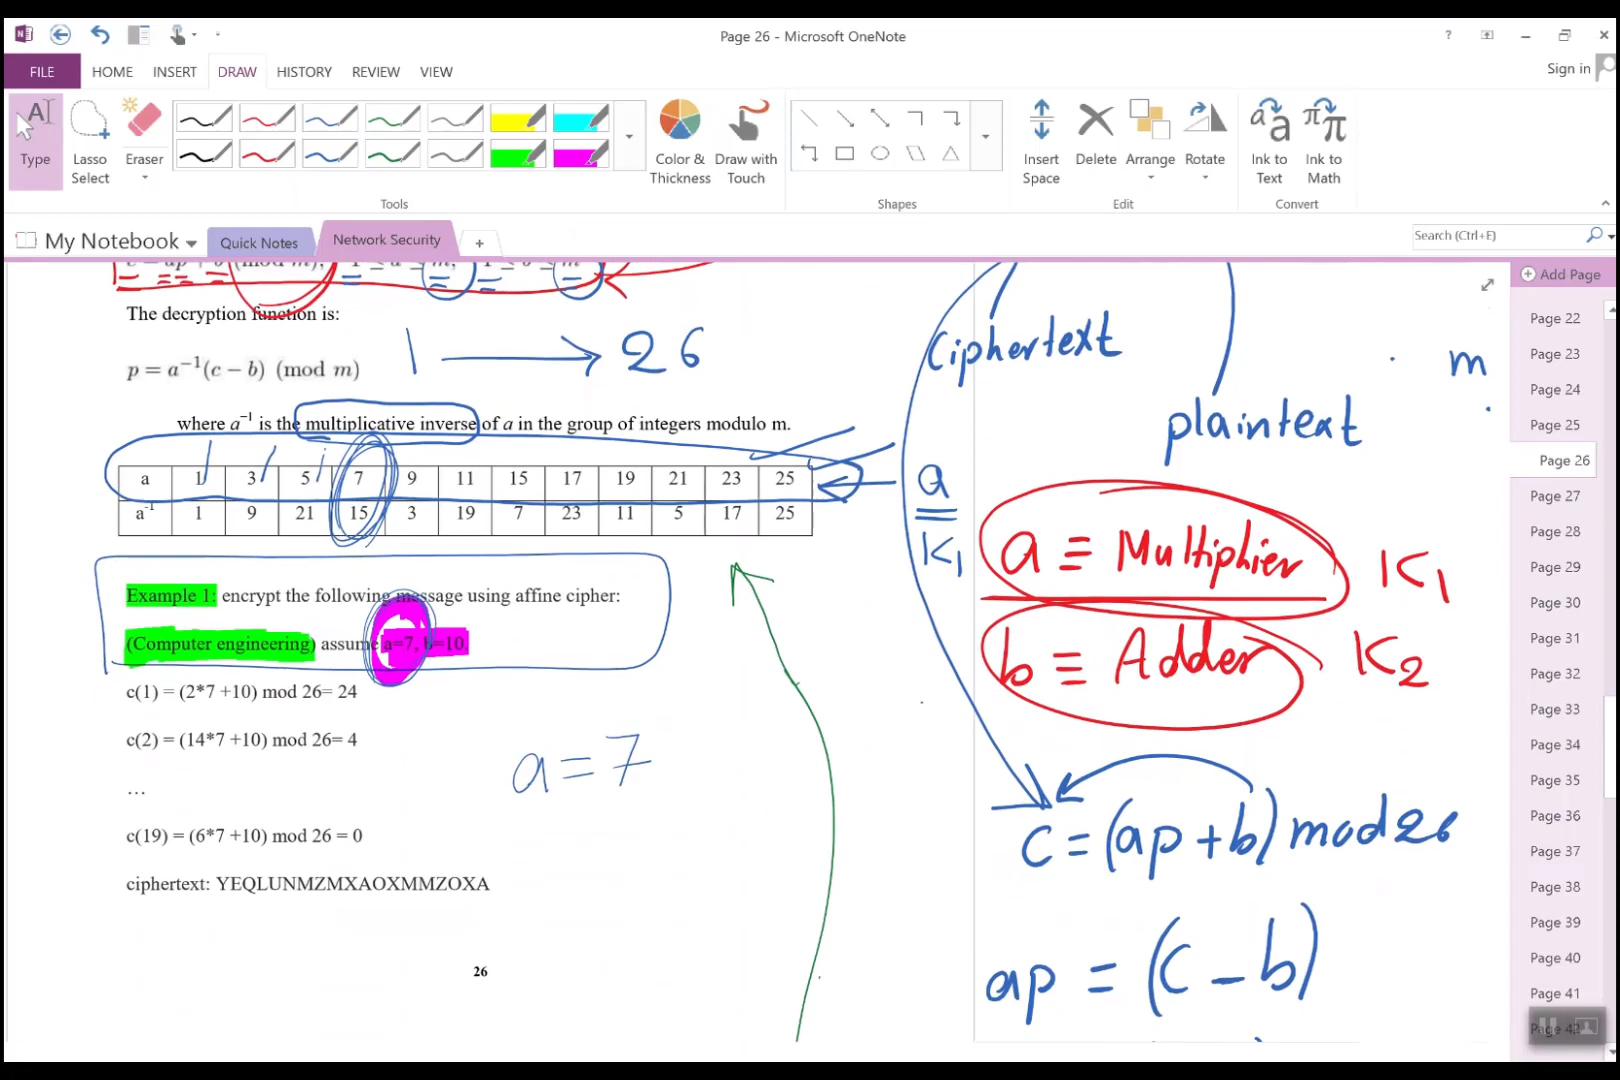 Page 26 - Microsoft OneNote
Sign in
FILE HOME INSERT DRAW HISTORY REVIEW VIEW
Type
Lasso Select
Eraser
Color & Thickness
Draw with Touch
Insert Space
Delete
Arrange
Rotate
Ink to Text
Ink to Math
Tools
Shapes
Edit
Convert
My Notebook
Quick Notes
Network Security
Search (Ctrl+E)
Add Page
Page 22
Page 23
Page 24
Page 25
Page 26
Page 27
Page 28
Page 29
Page 30
Page 31
Page 32
Page 33
Page 34
Page 35
Page 36
Page 37
Page 38
Page 39
Page 40
Page 41
Page 42
The decryption function is:
p = a⁻¹(c − b) (mod m)
1 → 26
where a⁻¹ is the multiplicative inverse of a in the group of integers modulo m.
a 1 3 5 7 9 11 15 17 19 21 23 25
a⁻¹ 1 9 21 15 3 19 7 23 11 5 17 25
Example 1: encrypt the following message using affine cipher:
(Computer engineering) assume a=7, b=10.
c(1) = (2*7 +10) mod 26= 24
c(2) = (14*7 +10) mod 26= 4
...
c(19) = (6*7 +10) mod 26 = 0
ciphertext: YEQLUNMZMXAOXMMZOXA
a = 7
26
Ciphertext
plaintext
m
a
K1
a ≡ Multiphier K1
b ≡ Adder K2
C = (ap + b) mod 26
ap = (c - b)